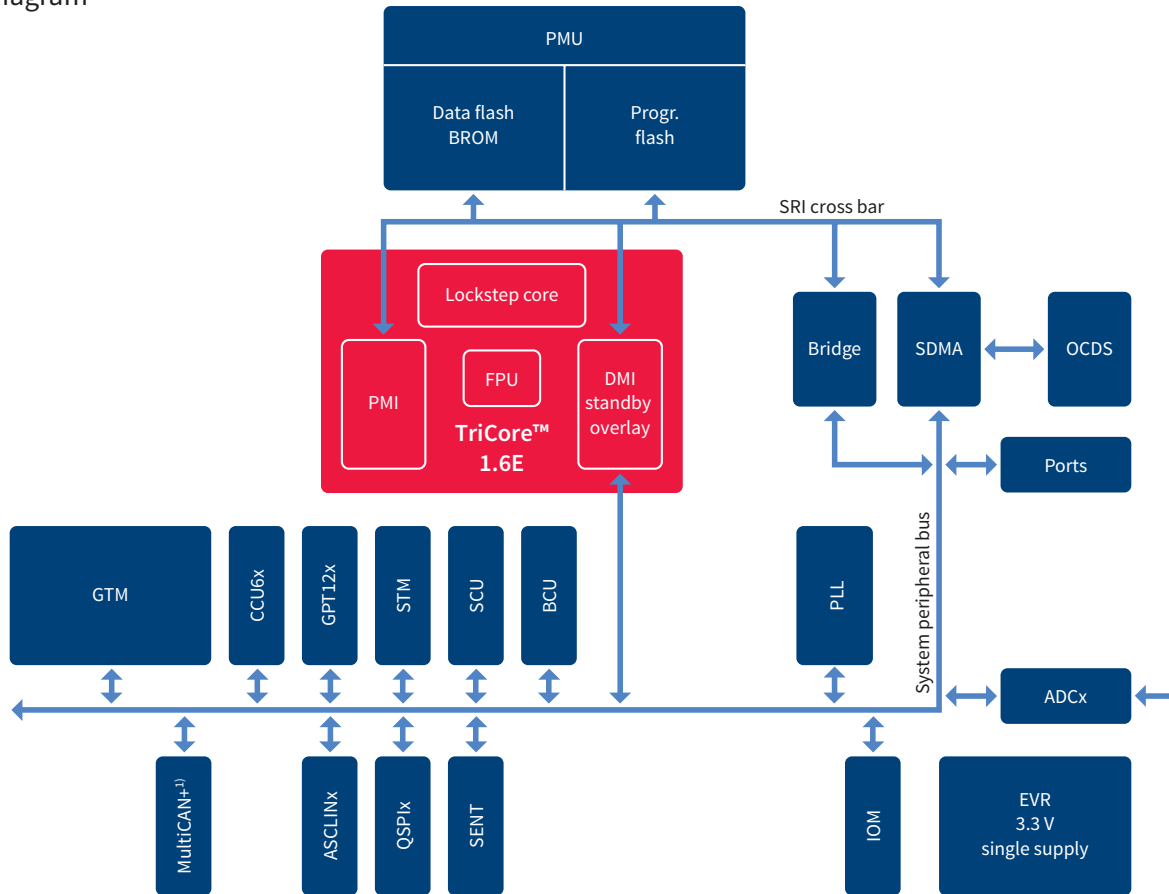 PMU
Data flash
BROM
Progr.
flash
SRI cross bar
Lockstep core
PMI
FPU
DMI
standby
overlay
TriCore™
1.6E
Bridge
SDMA
OCDS
Ports
System peripheral bus
GTM
CCU6x
GPT12x
STM
SCU
BCU
PLL
ADCx
MultiCAN+¹⁾
ASCLINx
QSPIx
SENT
IOM
EVR
3.3 V
single supply